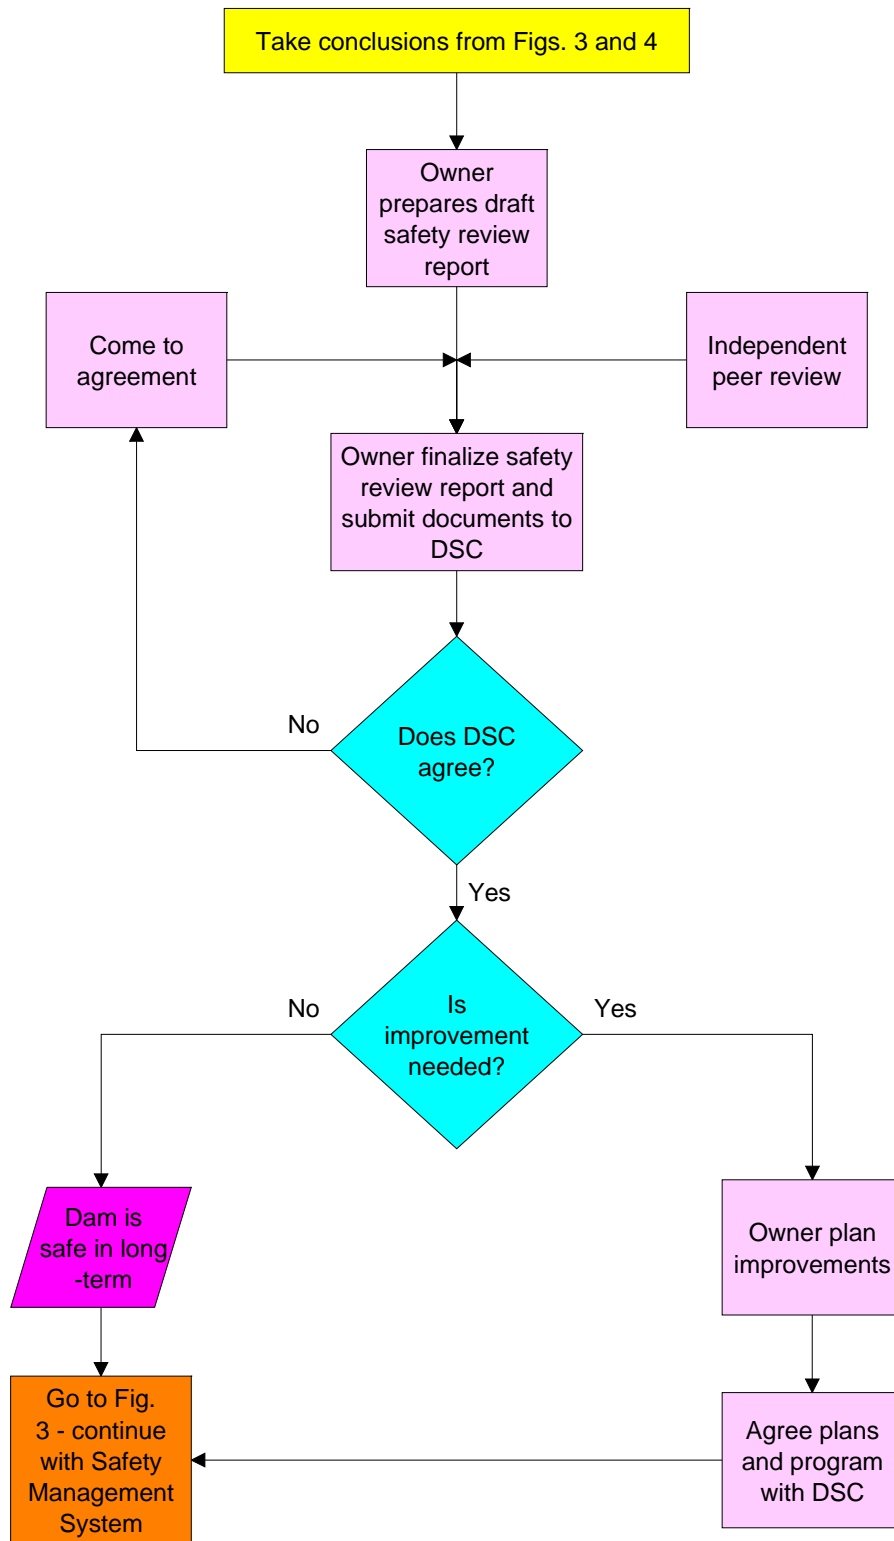 Take conclusions from Figs. 3 and 4
Owner
prepares draft
safety review
report
Come to
agreement
Independent
peer review
Owner finalize safety
review report and
submit documents to
DSC
No
Does DSC
agree?
Yes
No
Is
improvement
needed?
Yes
Dam is
safe in long
-term
Owner plan
improvements
Go to Fig.
3 - continue
with Safety
Management
System
Agree plans
and program
with DSC